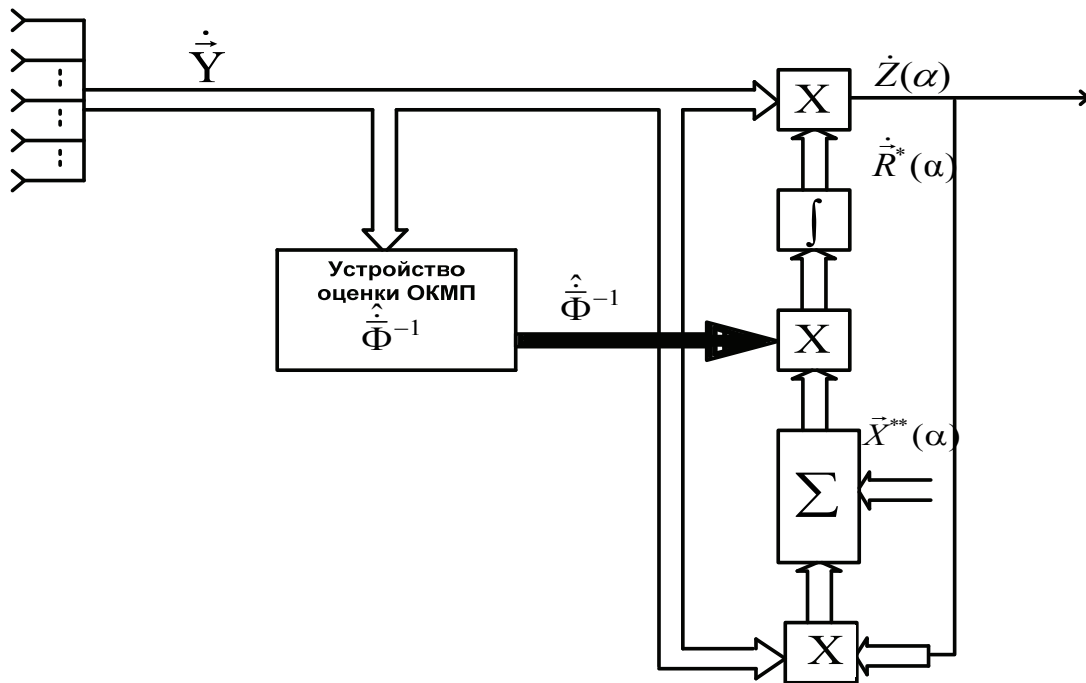 Ẏ⃗
X
Ż(α)
Ṙ⃗*(α)
∫
Устройство
оценки ОКМП
Φ̲̇̂⁻¹
Φ̲̇̂⁻¹
X
X⃗**(α)
Σ
X